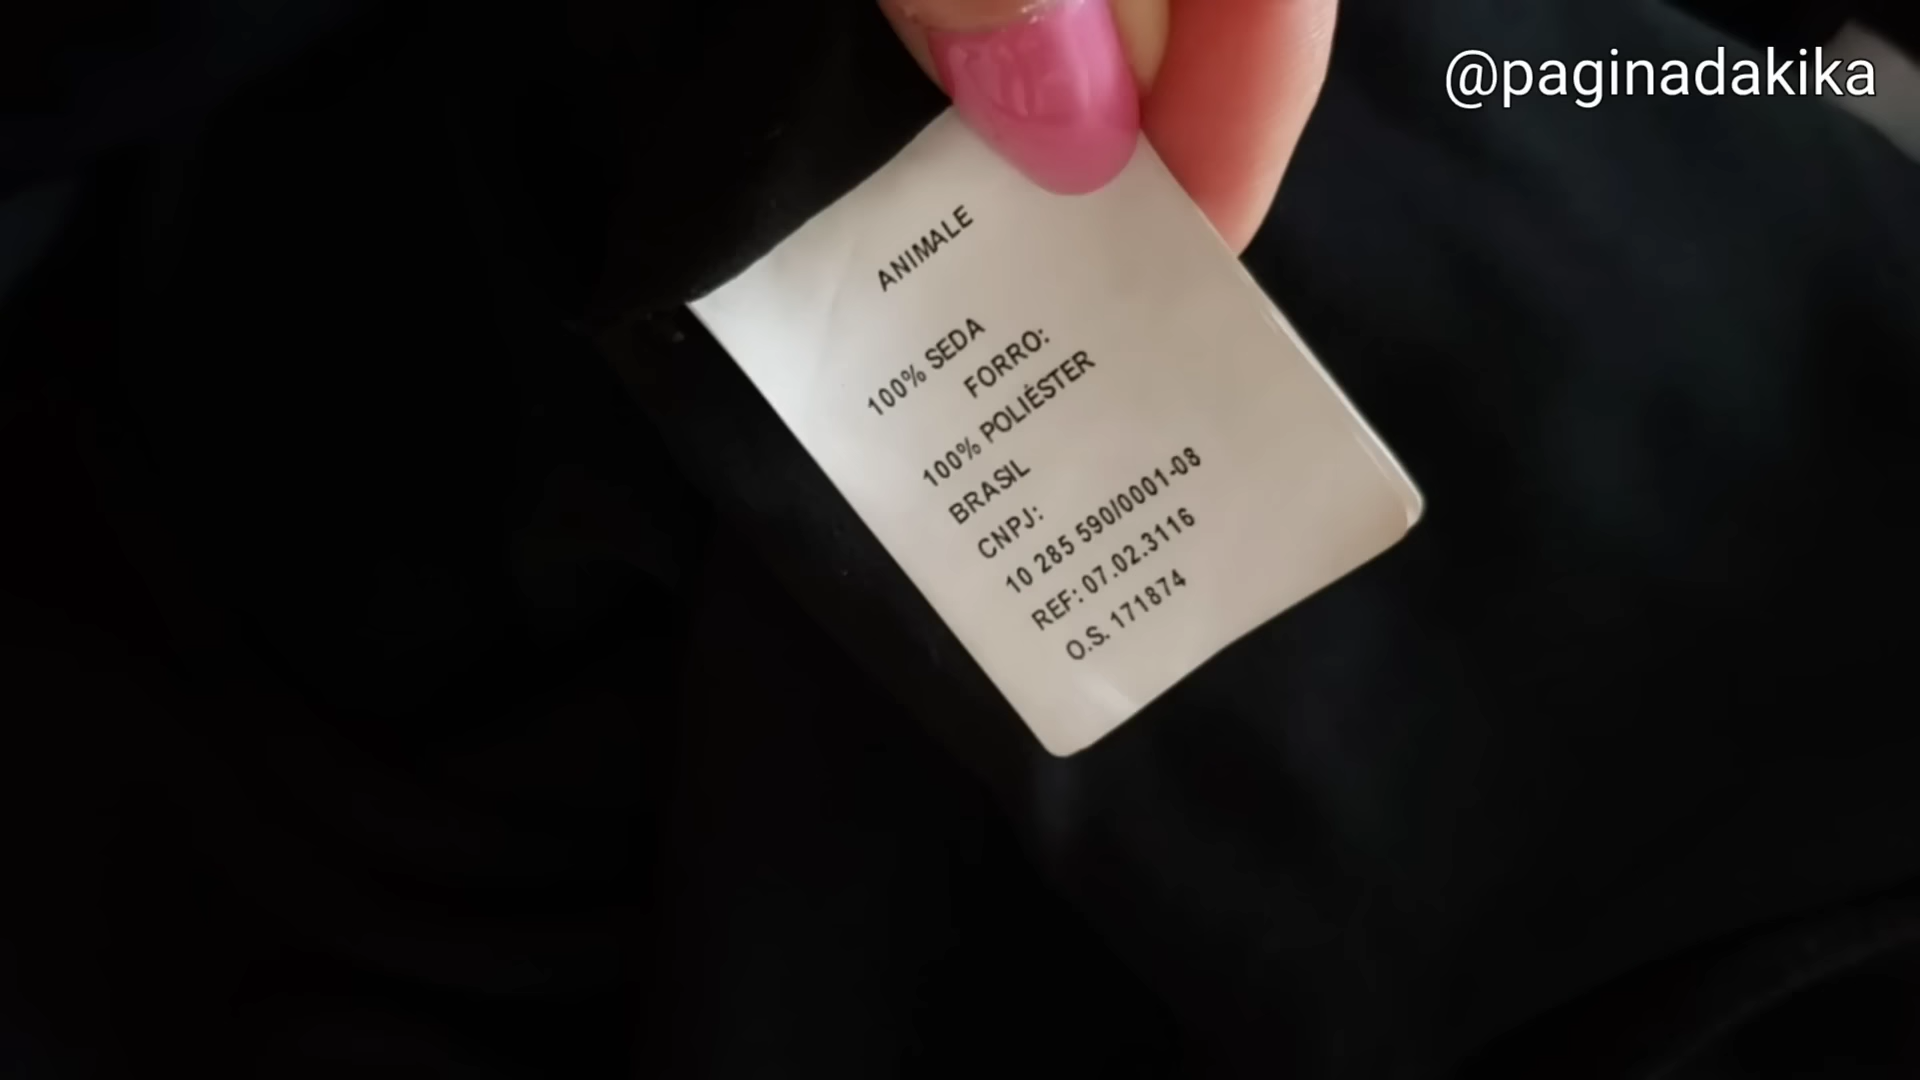 @paginadakika
ANIMALE
100% SEDA
FORRO:
100% POLIÉSTER
BRASIL
CNPJ:
10 285 590/0001-08
REF: 07.02.3116
O.S. 171874